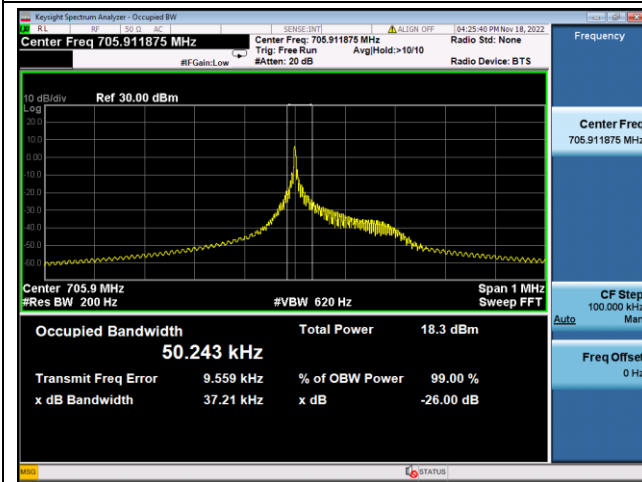 Keysight Spectrum Analyzer - Occupied BW
RL RF 50 Ω AC SENSE:INT ALIGN OFF 04:25:40 PM Nov 18, 2022
Center Freq 705.911875 MHz
Center Freq: 705.911875 MHz Radio Std: None
Trig: Free Run Avg|Hold:>10/10
#IFGain:Low #Atten: 20 dB Radio Device: BTS
10 dB/div Ref 30.00 dBm
Log
20.0
10.0
0.00
-10.0
-20.0
-30.0
-40.0
-50.0
-60.0
Center 705.9 MHz Span 1 MHz
#Res BW 200 Hz #VBW 620 Hz Sweep FFT
Occupied Bandwidth Total Power 18.3 dBm
50.243 kHz
Transmit Freq Error 9.559 kHz % of OBW Power 99.00 %
x dB Bandwidth 37.21 kHz x dB -26.00 dB
Frequency
Center Freq
705.911875 MHz
CF Step
100.000 kHz
Auto Man
Freq Offset
0 Hz
MSG STATUS